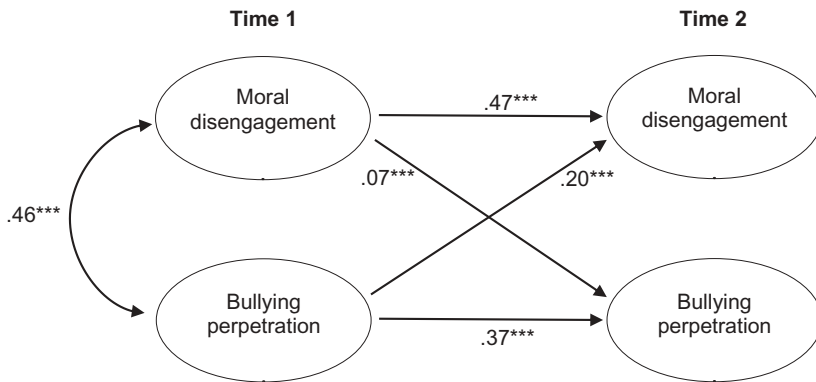 Time 1
Time 2
Moral
disengagement
.47***
Moral
disengagement
.07***
.20***
.46***
Bullying
perpetration
.37***
Bullying
perpetration